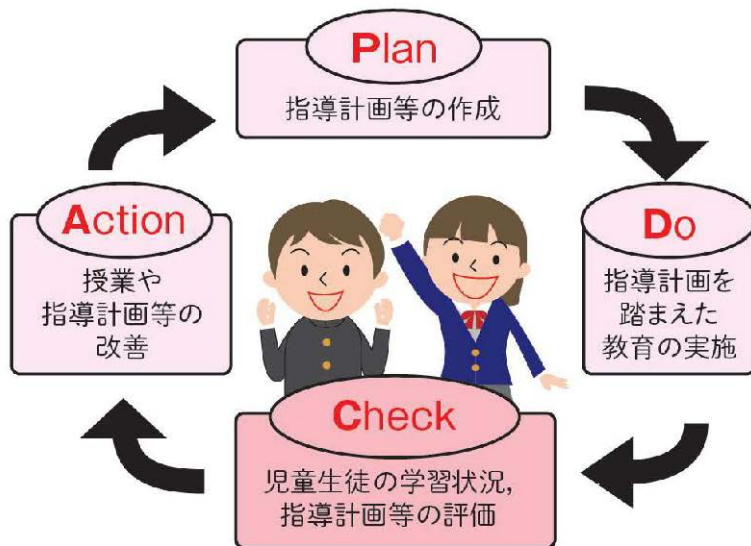 Plan
指導計画等の作成
Do
指導計画を
踏まえた
教育の実施
Check
児童生徒の学習状況,
指導計画等の評価
Action
授業や
指導計画等の
改善